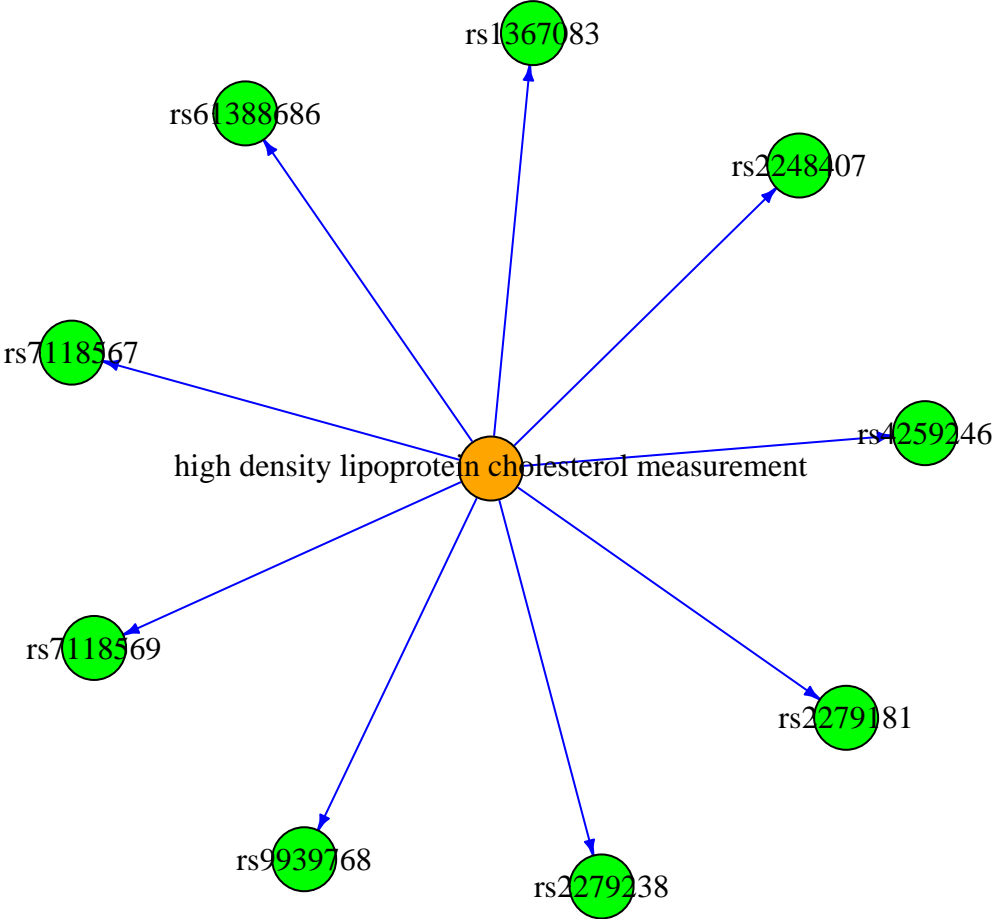 rs1367083
rs61388686
rs2248407
rs7118567
rs4259246
high density lipoprotein cholesterol measurement
rs7118569
rs2279181
rs9939768
rs2279238